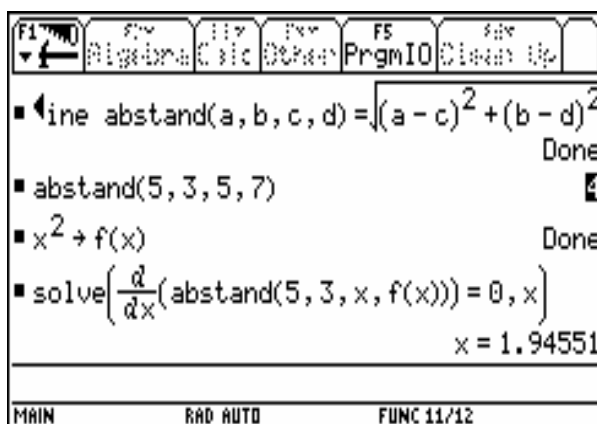 F1 Algebra Calc Other F5 PrgmIO Clean Up
ine abstand(a,b,c,d)=√(a-c)²+(b-d)²
Done
abstand(5,3,5,7) 4
x²→f(x) Done
solve(d/dx(abstand(5,3,x,f(x)))=0,x)
x = 1.94551
MAIN RAD AUTO FUNC 11/12